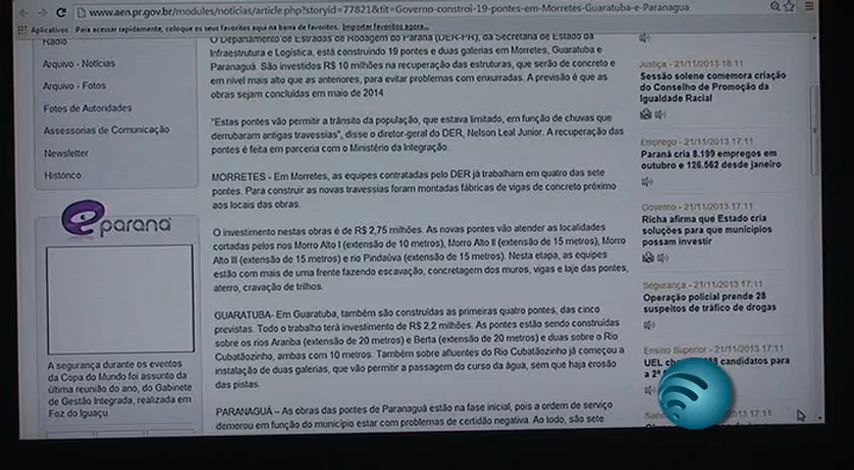 www.aen.pr.gov.br/modules/noticias/article.php?storyid=77821&tit=Governo-constroi-19-pontes-em-Morretes-Guaratuba-e-Paranagua
Aplicativos Para acessar rapidamente, coloque os seus favoritos aqui na barra de favoritos. Importar favoritos agora...
Rádio
Arquivo - Notícias
Arquivo - Fotos
Fotos de Autoridades
Assessorias de Comunicação
Newsletter
Histórico
eparaná
A segurança durante os eventos
da Copa do Mundo foi assunto da
última reunião do ano, do Gabinete
de Gestão Integrada, realizada em
Foz do Iguaçu.
O Departamento de Estradas de Rodagem do Paraná (DER-PR), da Secretaria de Estado da
Infraestrutura e Logística, está construindo 19 pontes e duas galerias em Morretes, Guaratuba e
Paranaguá. São investidos R$ 10 milhões na recuperação das estruturas, que serão de concreto e
em nível mais alto que as anteriores, para evitar problemas com enxurradas. A previsão é que as
obras sejam concluídas em maio de 2014.
"Estas pontes vão permitir a trânsito da população, que estava limitado, em função de chuvas que
derrubaram antigas travessias", disse o diretor-geral do DER, Nelson Leal Junior. A recuperação das
pontes é feita em parceria com o Ministério da Integração.
MORRETES - Em Morretes, as equipes contratadas pelo DER já trabalham em quatro das sete
pontes. Para construir as novas travessias foram montadas fábricas de vigas de concreto próximo
aos locais das obras.
O investimento nestas obras é de R$ 2,75 milhões. As novas pontes vão atender as localidades
cortadas pelos rios Morro Alto I (extensão de 10 metros), Morro Alto II (extensão de 15 metros), Morro
Alto III (extensão de 15 metros) e rio Pindaúva (extensão de 15 metros). Nesta etapa, as equipes
estão com mais de uma frente fazendo escavação, concretagem dos muros, vigas e laje das pontes,
aterro, cravação de trilhos.
GUARATUBA- Em Guaratuba, também são construídas as primeiras quatro pontes, das cinco
previstas. Todo o trabalho terá investimento de R$ 2,2 milhões. As pontes estão sendo construídas
sobre os rios Arariba (extensão de 20 metros) e Berta (extensão de 20 metros) e duas sobre o Rio
Cubatãozinho, ambas com 10 metros. Também sobre afluentes do Rio Cubatãozinho já começou a
instalação de duas galerias, que vão permitir a passagem do curso da água, sem que haja erosão
das pistas.
PARANAGUÁ – As obras das pontes de Paranaguá estão na fase inicial, pois a ordem de serviço
demorou em função do município estar com problemas de certidão negativa. Ao todo, são sete
Justiça - 21/11/2013 18:11
Sessão solene comemora criação
do Conselho de Promoção da
Igualdade Racial
Emprego - 21/11/2013 17:11
Paraná cria 8.199 empregos em
outubro e 126.562 desde janeiro
Governo - 21/11/2013 17:11
Richa afirma que Estado cria
soluções para que municípios
possam investir
Segurança - 21/11/2013 17:11
Operação policial prende 28
suspeitos de tráfico de drogas
Ensino Superior - 21/11/2013 17:11
UEL candidatos para
a 2ª
17:11